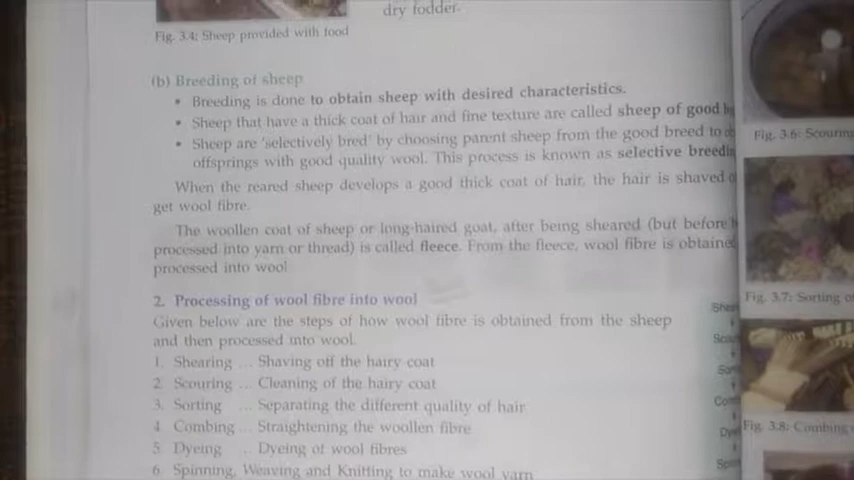 dry fodder.
Fig. 3.4: Sheep provided with food
(b) Breeding of sheep
• Breeding is done to obtain sheep with desired characteristics.
• Sheep that have a thick coat of hair and fine texture are called sheep of good
• Sheep are 'selectively bred' by choosing parent sheep from the good breed to
offsprings with good quality wool. This process is known as selective
When the reared sheep develops a good thick coat of hair, the hair is shaved
get wool fibre.
The woollen coat of sheep or long-haired goat, after being sheared (but before
processed into yarn or thread) is called fleece. From the fleece, wool fibre is
processed into wool
2. Processing of wool fibre into wool
Given below are the steps of how wool fibre is obtained from the sheep
and then processed into wool.
1. Shearing ... Shaving off the hairy coat
2. Scouring ... Cleaning of the hairy coat
3. Sorting ... Separating the different quality of hair
4. Combing ... Straightening the woollen fibre
5. Dyeing ... Dyeing of wool fibres
6. Spinning, Weaving and Knitting to make wool yarn
Fig. 3.6: Scouring
Fig. 3.7: Sorting
Fig. 3.8: Combing